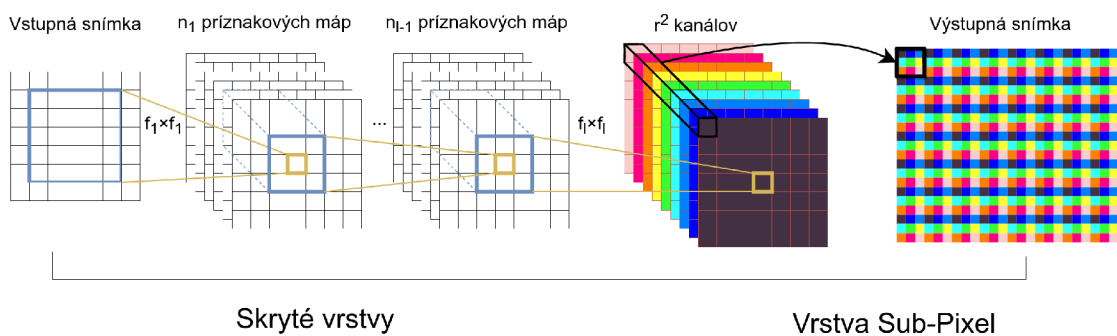 Vstupná snímka
n1 príznakových máp
nl-1 príznakových máp
r2 kanálov
Výstupná snímka
f1×f1
...
fl×fl
Skryté vrstvy
Vrstva Sub-Pixel